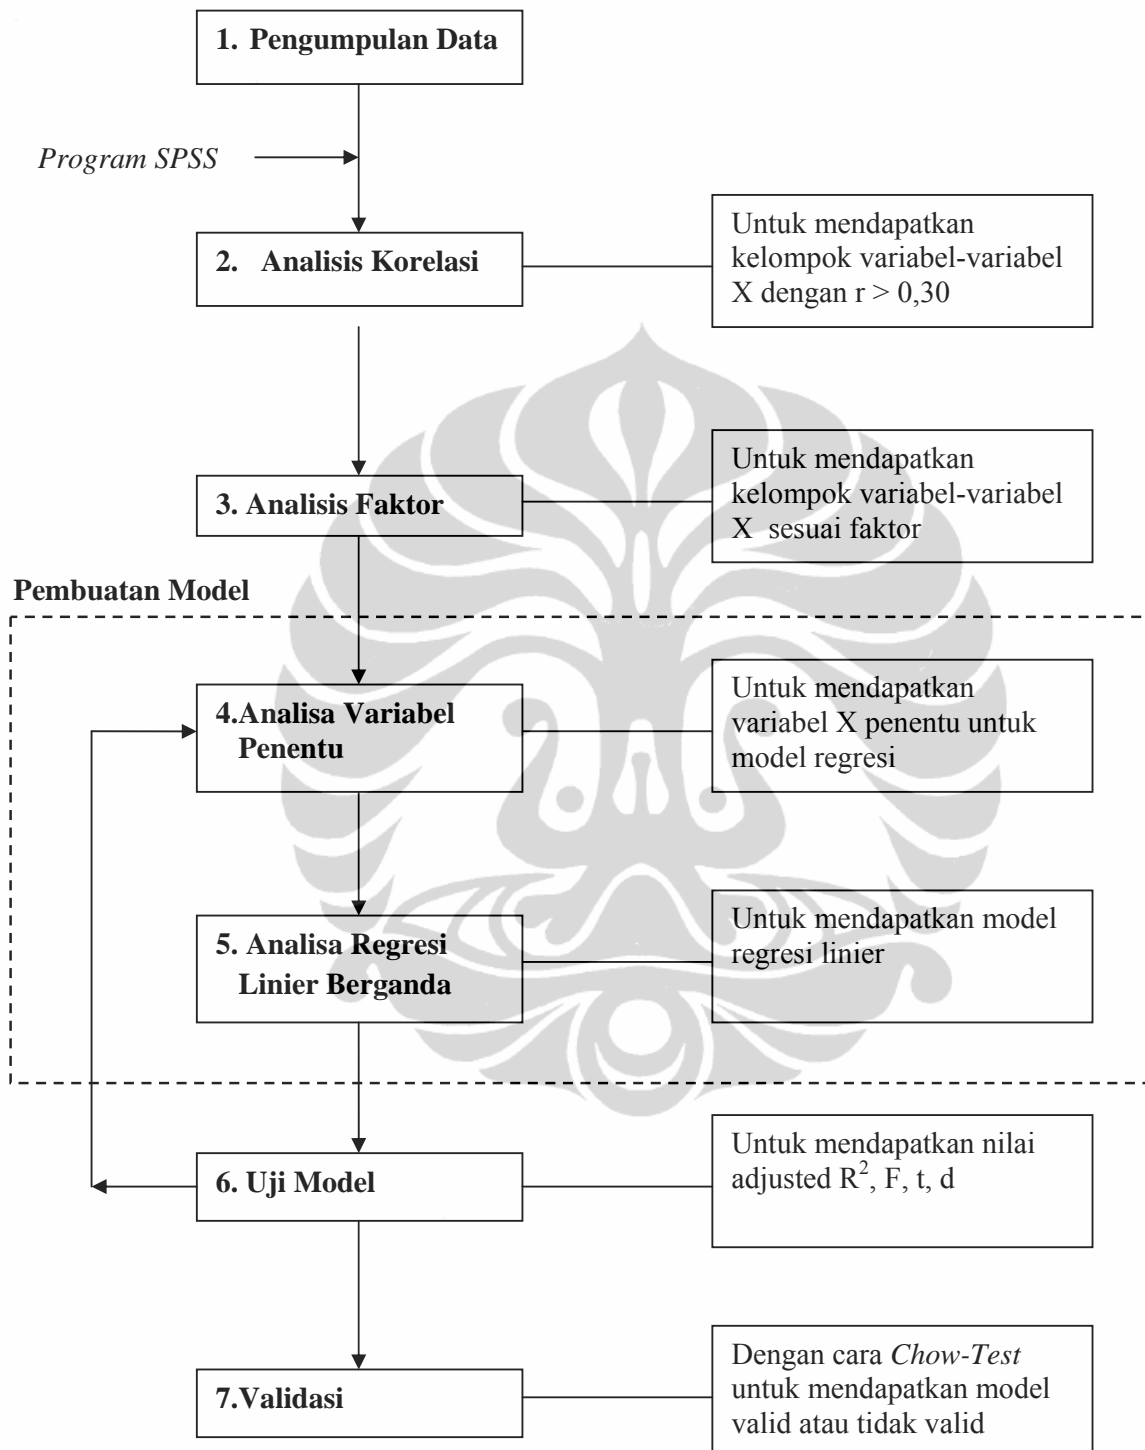 1. Pengumpulan Data
Program SPSS
2. Analisis Korelasi
Untuk mendapatkan
kelompok variabel-variabel
X dengan r > 0,30
3. Analisis Faktor
Untuk mendapatkan
kelompok variabel-variabel
X sesuai faktor
Pembuatan Model
4.Analisa Variabel
Penentu
Untuk mendapatkan
variabel X penentu untuk
model regresi
5. Analisa Regresi
Linier Berganda
Untuk mendapatkan model
regresi linier
6. Uji Model
Untuk mendapatkan nilai
adjusted R², F, t, d
7.Validasi
Dengan cara Chow-Test
untuk mendapatkan model
valid atau tidak valid